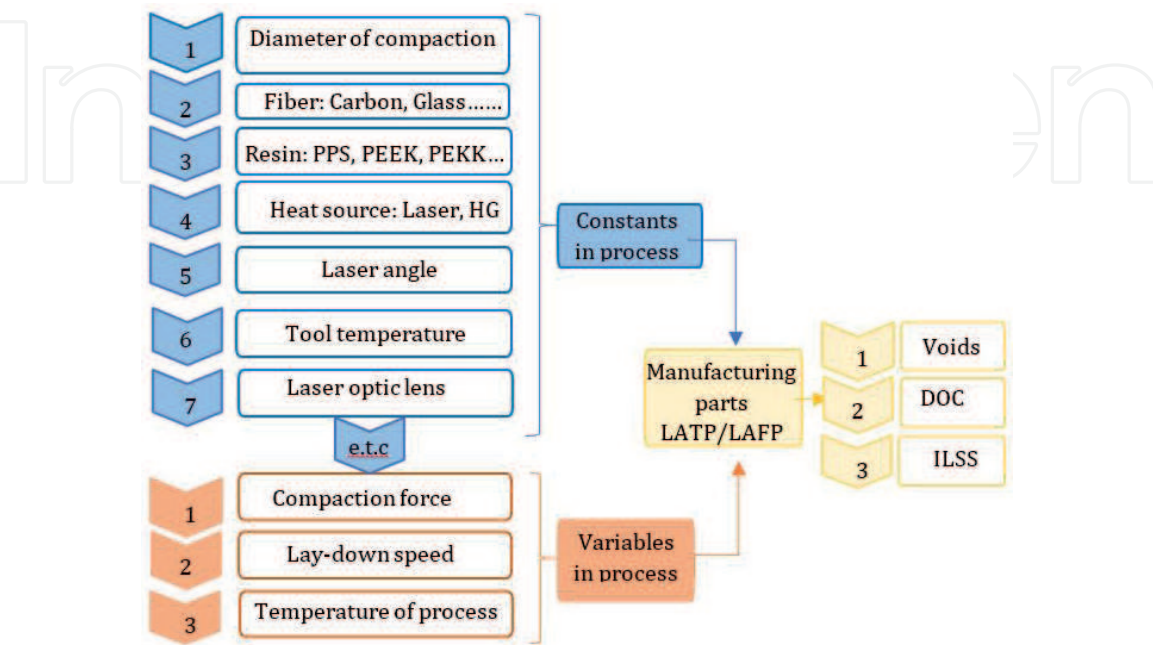 1
Diameter of compaction
2
Fiber: Carbon, Glass......
3
Resin: PPS, PEEK, PEKK...
4
Heat source: Laser, HG
5
Laser angle
6
Tool temperature
7
Laser optic lens
e.t.c
Constants
in process
1
Compaction force
2
Lay-down speed
3
Temperature of process
Variables
in process
Manufacturing
parts
LATP/LAFP
1
Voids
2
DOC
3
ILSS